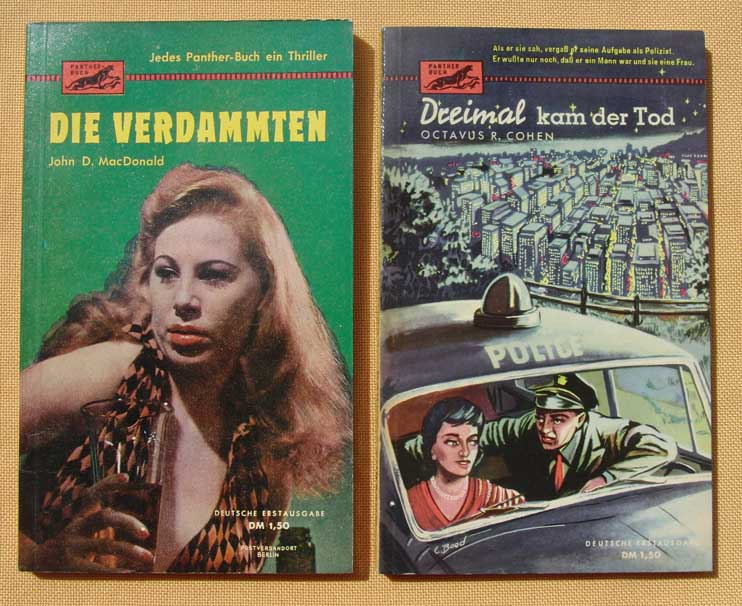 Jedes Panther-Buch ein Thriller
PANTHER-
BUCH
DIE VERDAMMTEN
John D. MacDonald
DEUTSCHE ERSTAUSGABE
DM 1,50
POSTVERSANDORT
BERLIN
Als er sie sah, vergaß er seine Aufgabe als Polizist.
Er wußte nur noch, daß er ein Mann war und sie eine Frau.
PANTHER-
BUCH
Dreimal kam der Tod
OCTAVUS R. COHEN
POLICE
DEUTSCHE ERSTAUSGABE
DM 1,50